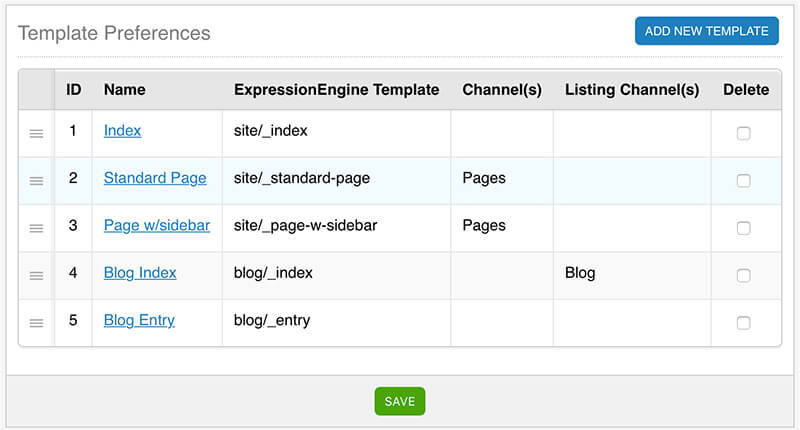 Template Preferences
ADD NEW TEMPLATE
ID Name ExpressionEngine Template Channel(s) Listing Channel(s) Delete
1 Index site/_index
2 Standard Page site/_standard-page Pages
3 Page w/sidebar site/_page-w-sidebar Pages
4 Blog Index blog/_index Blog
5 Blog Entry blog/_entry
SAVE